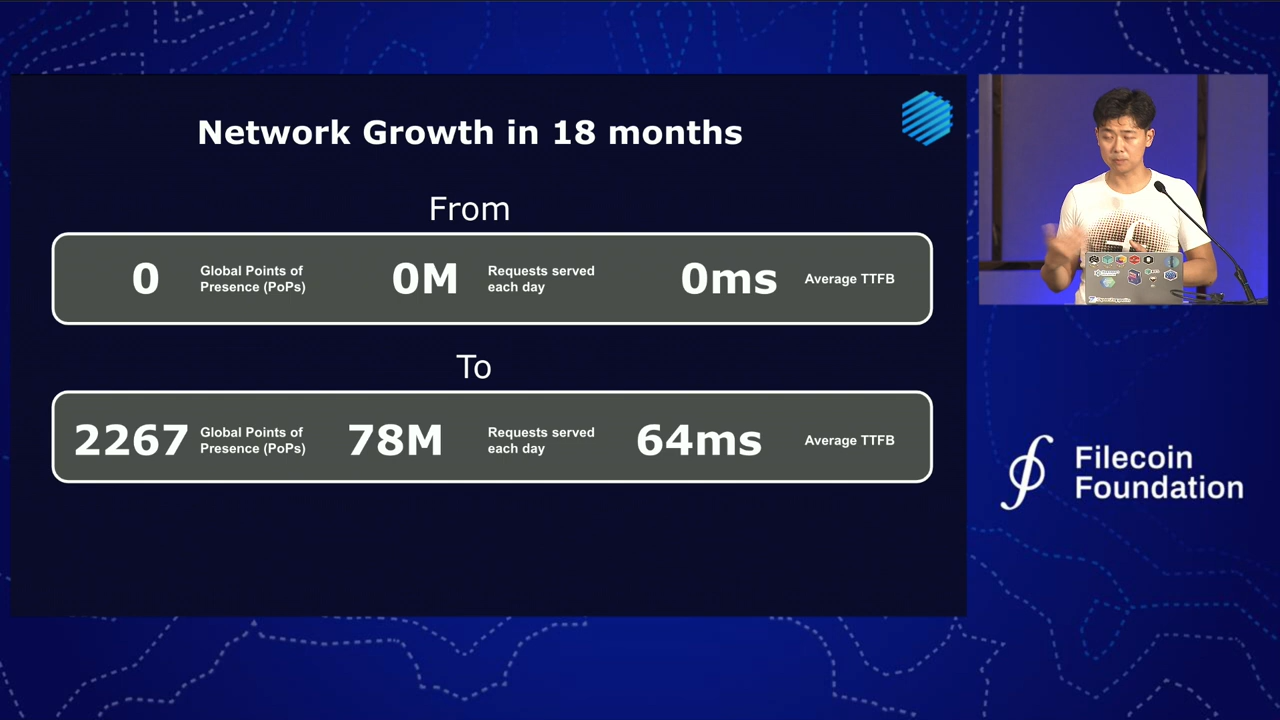 Network Growth in 18 months
From
0
Global Points of
Presence (PoPs)
0M
Requests served
each day
0ms
Average TTFB
To
2267
Global Points of
Presence (PoPs)
78M
Requests served
each day
64ms
Average TTFB
Filecoin
Foundation